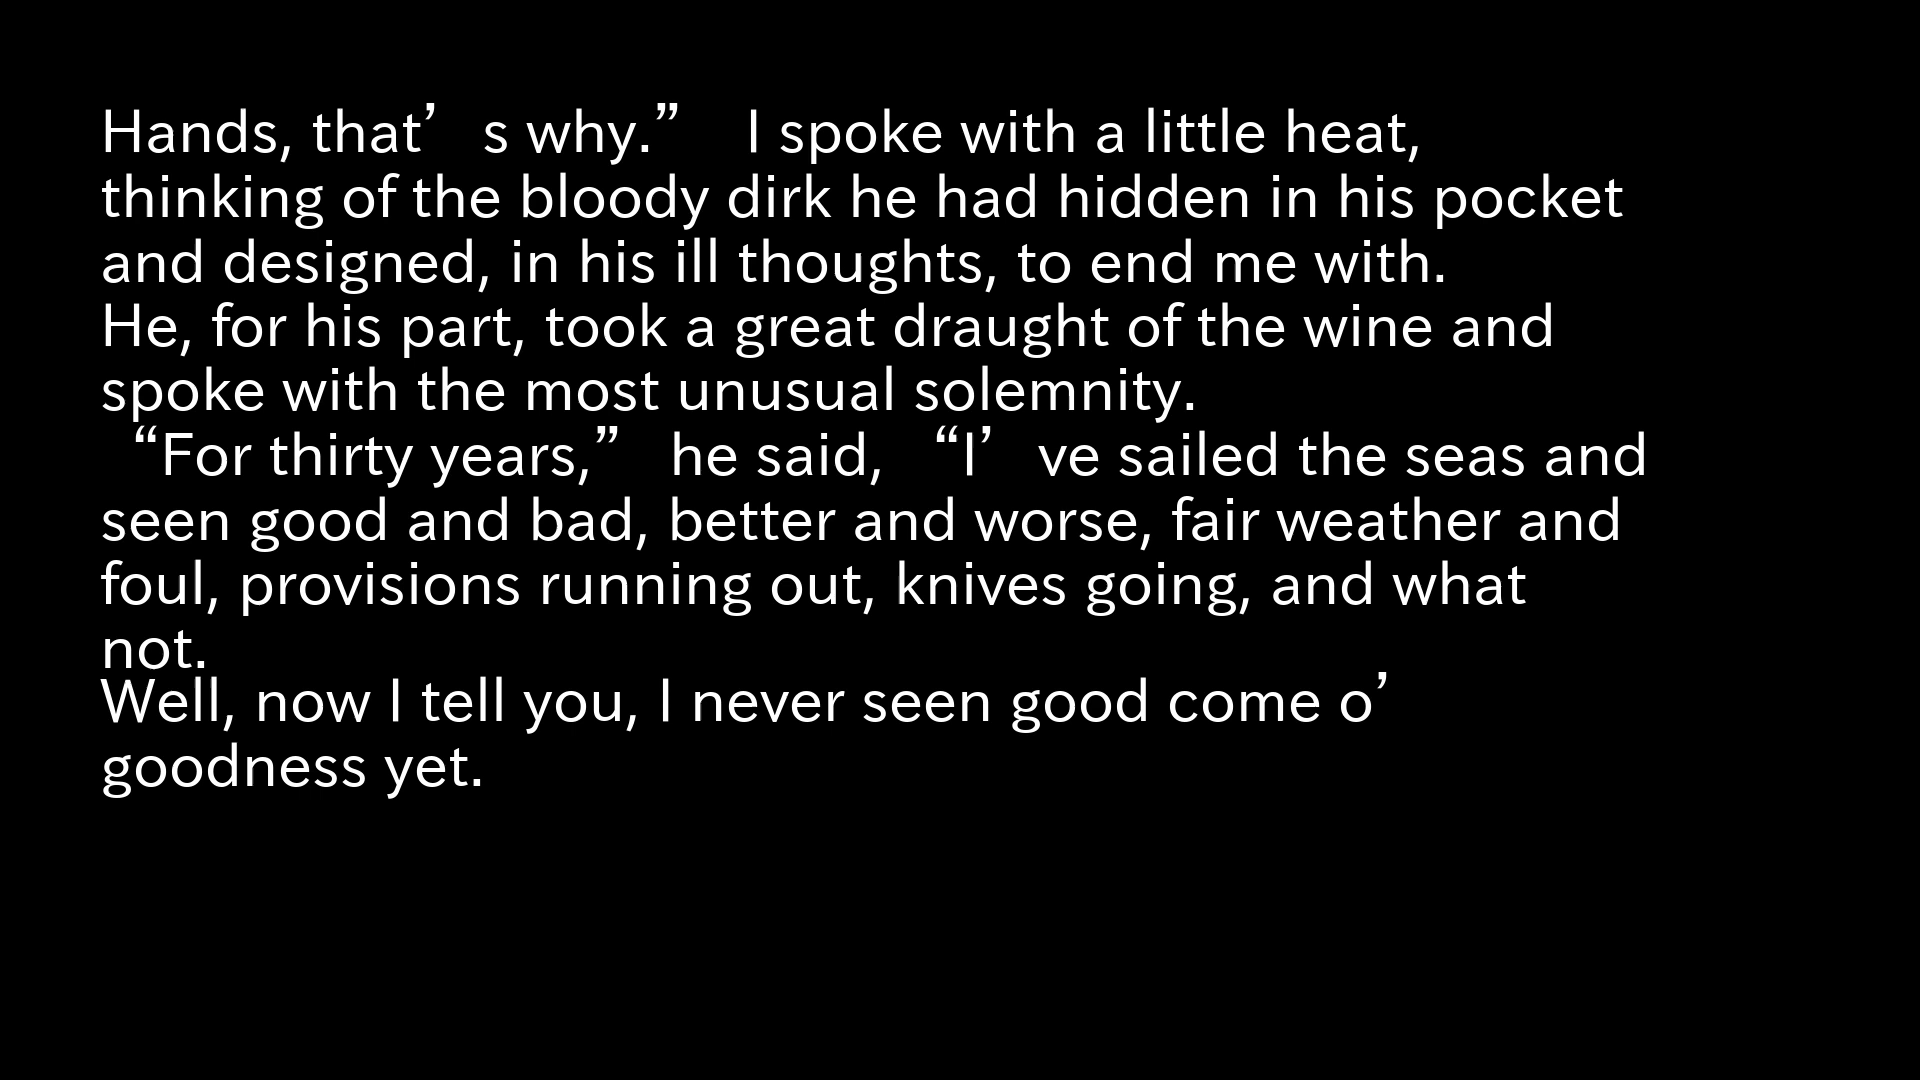 Hands, that’s why.” I spoke with a little heat,
thinking of the bloody dirk he had hidden in his pocket
and designed, in his ill thoughts, to end me with.
He, for his part, took a great draught of the wine and
spoke with the most unusual solemnity.
“For thirty years,” he said, “I’ve sailed the seas and
seen good and bad, better and worse, fair weather and
foul, provisions running out, knives going, and what
not.
Well, now I tell you, I never seen good come o’
goodness yet.